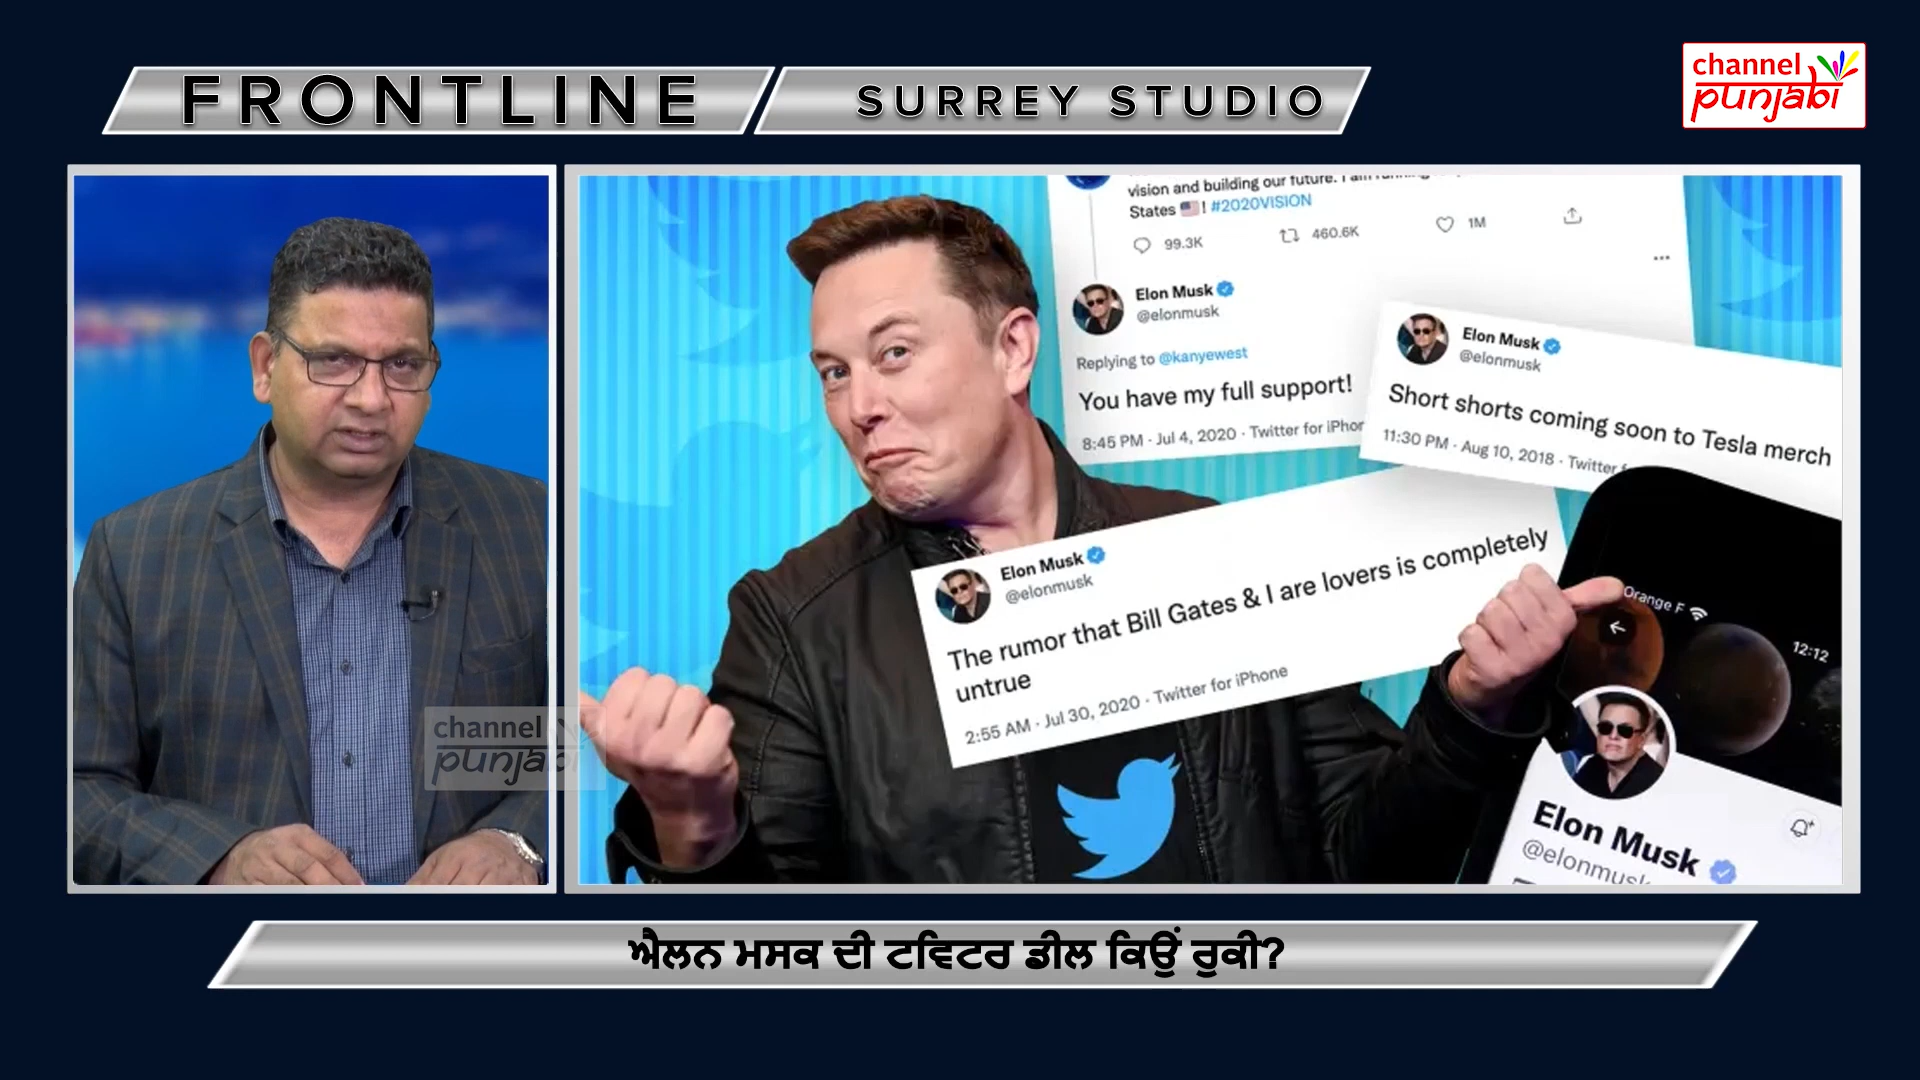 FRONTLINE
SURREY STUDIO
channel
punjabi
vision and building our future.
States 🇺🇸! #2020VISION
99.3K 460.6K 1M
Elon Musk
@elonmusk
Replying to @kanyewest
You have my full support!
8:45 PM · Jul 4, 2020 · Twitter for iPhon
Elon Musk
@elonmusk
Short shorts coming soon to Tesla merch
11:30 PM · Aug 10, 2018 · Twitter
Elon Musk
@elonmusk
The rumor that Bill Gates & I are lovers is completely
untrue
2:55 AM · Jul 30, 2020 · Twitter for iPhone
Orange F
12:12
Elon Musk
@elonmusk
channel
punjabi
ਐਲਨ ਮਸਕ ਦੀ ਟਵਿਟਰ ਡੀਲ ਕਿਉਂ ਰੁਕੀ?